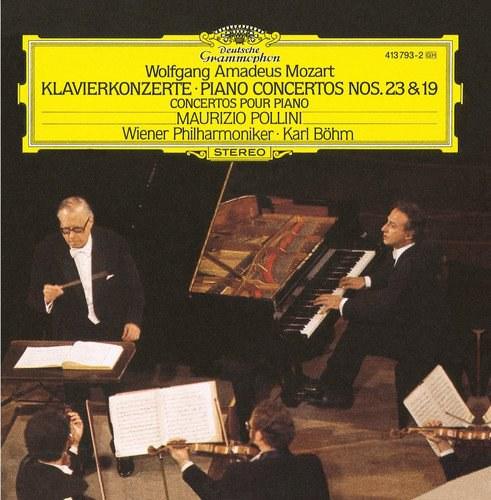 Deutsche
Grammophon
413 793-2 GH
Wolfgang Amadeus Mozart
KLAVIERKONZERTE · PIANO CONCERTOS NOS. 23 & 19
CONCERTOS POUR PIANO
MAURIZIO POLLINI
Wiener Philharmoniker · Karl Böhm
STEREO